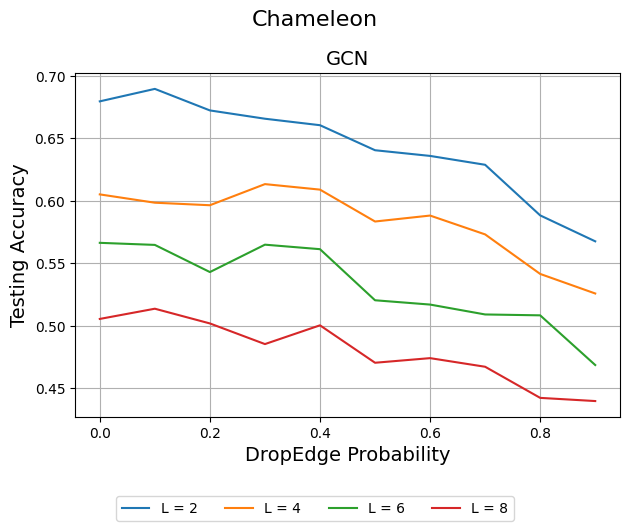 Chameleon
GCN
Testing Accuracy
0.70
0.65
0.60
0.55
0.50
0.45
0.0 0.2 0.4 0.6 0.8
DropEdge Probability
L = 2 L = 4 L = 6 L = 8